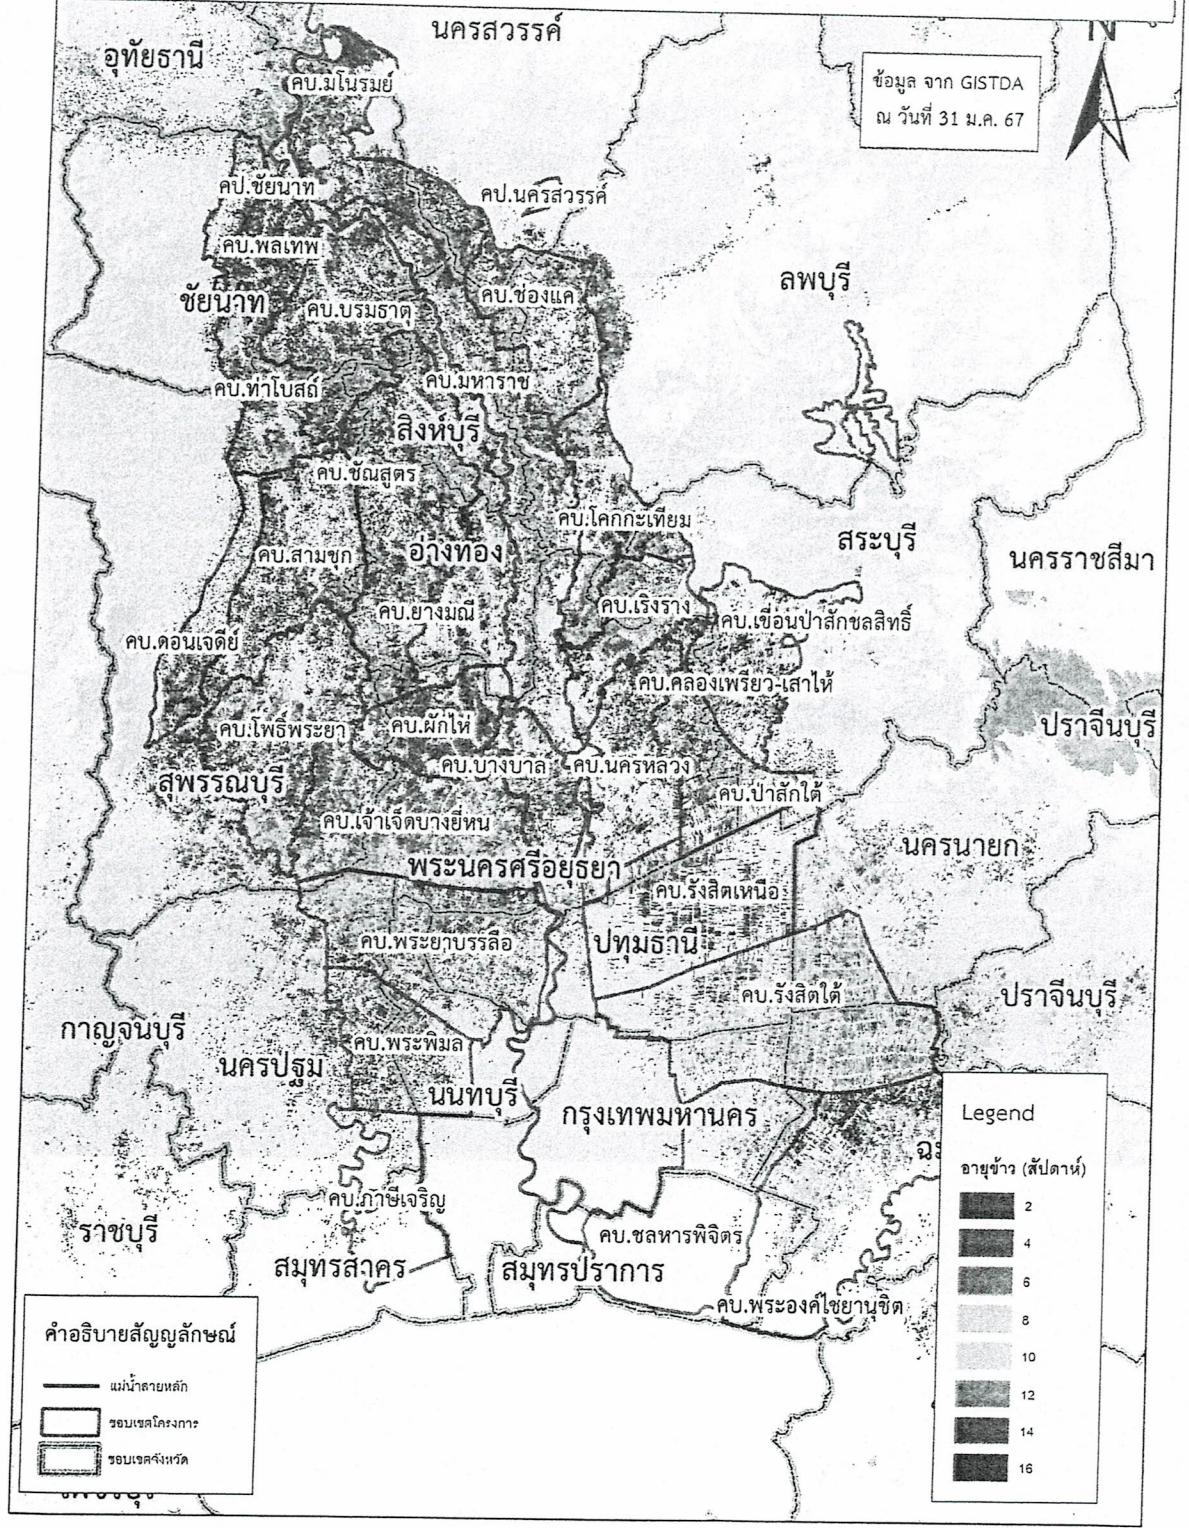 นครสวรรค์
N
อุทัยธานี
คบ.มโนรมย์
ข้อมูล จาก GISTDA
ณ วันที่ 31 ม.ค. 67
คป.ชัยนาท
คป.นครสวรรค์
คบ.พลเทพ
ลพบุรี
ชัยนาท
คบ.ช่องแค
คบ.บรมธาตุ
คบ.มหาราช
คบ.ท่าโบสถ์
สิงห์บุรี
คบ.ชัณสูตร
คบ.โคกกะเทียม
สระบุรี
คบ.สามชุก
อ่างทอง
นครราชสีมา
คบ.ยางมณี
คบ.เริงราง
คบ.เขื่อนป่าสักชลสิทธิ์
คบ.ดอนเจดีย์
คบ.คลองเพรียว-เสาไห้
คบ.โพธิ์พระยา
คบ.ผักไห่
ปราจีนบุรี
คบ.บางบาล
คบ.นครหลวง
สุพรรณบุรี
คบ.ป่าสักใต้
คบ.เจ้าเจ็ดบางยี่หน
นครนายก
พระนครศรีอยุธยา
คบ.รังสิตเหนือ
คบ.พระยาบรรลือ
ปทุมธานี
คบ.รังสิตใต้
ปราจีนบุรี
กาญจนบุรี
คบ.พระพิมล
นครปฐม
นนทบุรี
กรุงเทพมหานคร
ราชบุรี
คบ.ภาษีเจริญ
คบ.ชลหารพิจิตร
สมุทรสาคร
สมุทรปราการ
คบ.พระองค์ไชยานุชิต
Legend
อายุข้าว (สัปดาห์)
2
4
6
8
10
12
14
16
คำอธิบายสัญญลักษณ์
แม่น้ำสายหลัก
ขอบเขตโครงการ
ขอบเขตจังหวัด